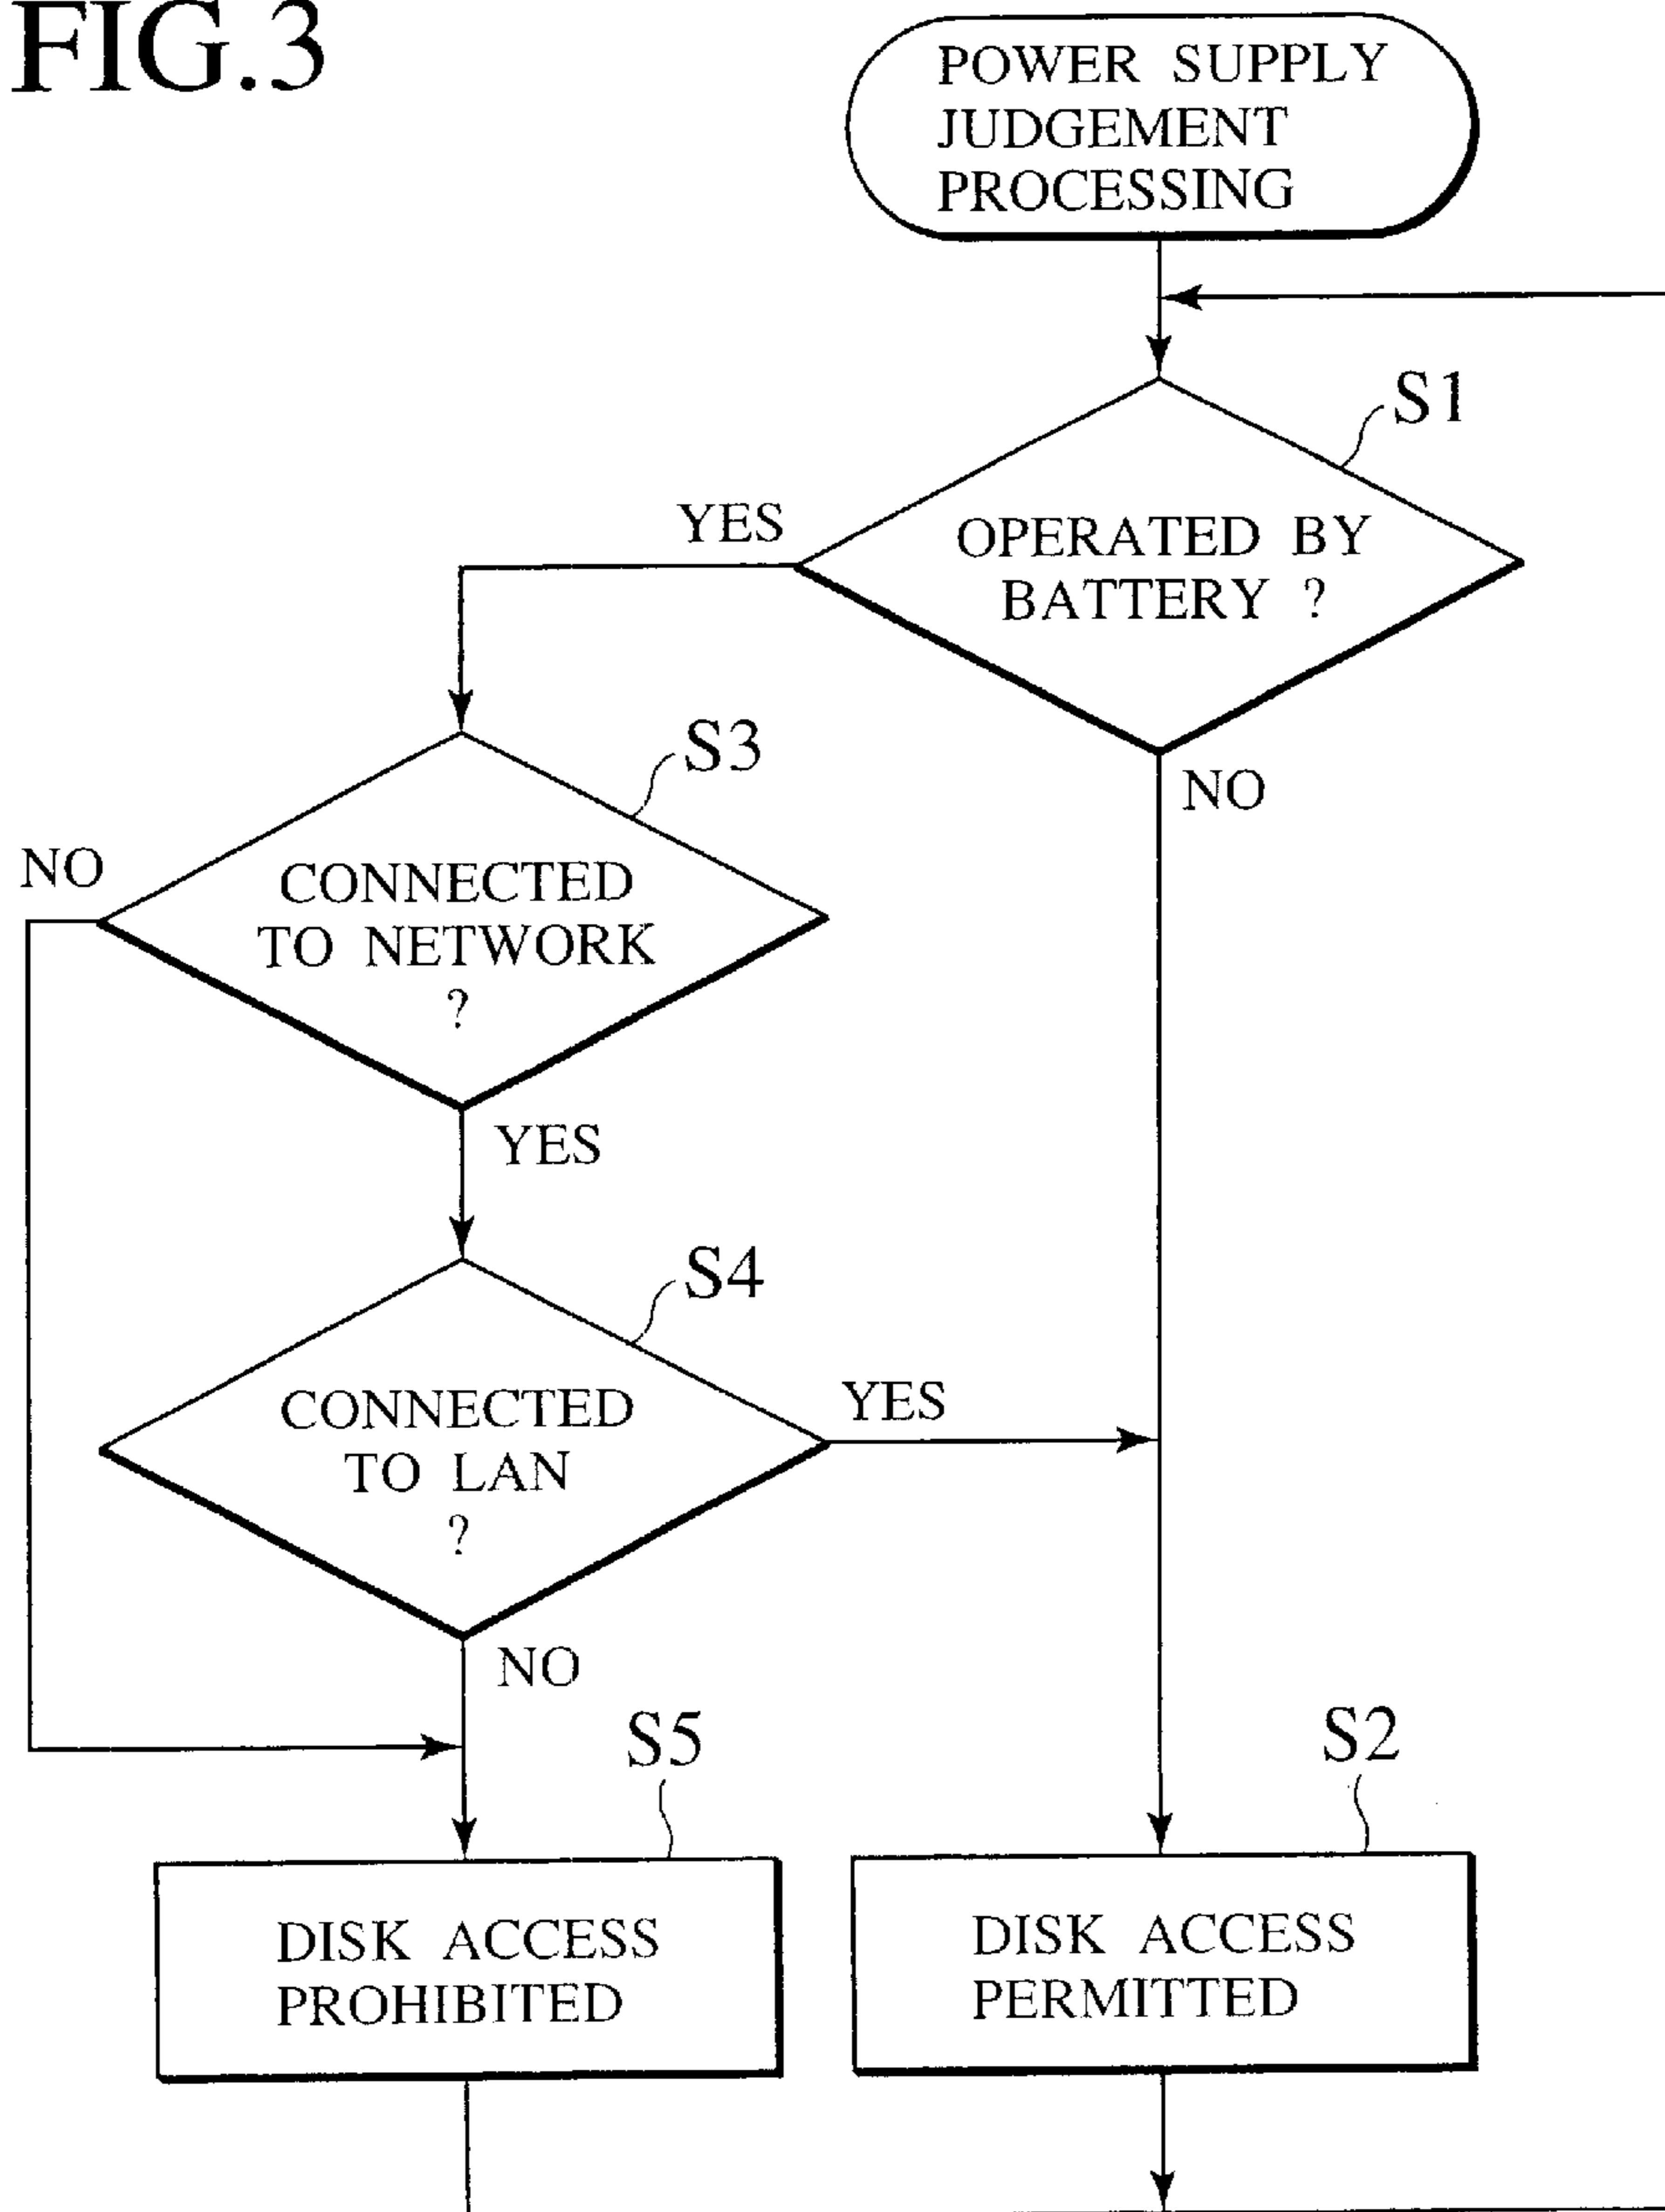 FIG.3
POWER SUPPLY
JUDGEMENT
PROCESSING
S1
YES
OPERATED BY
BATTERY ?
NO
S3
NO
CONNECTED
TO NETWORK
?
YES
S4
CONNECTED
TO LAN
?
YES
NO
S5
S2
DISK ACCESS
PROHIBITED
DISK ACCESS
PERMITTED